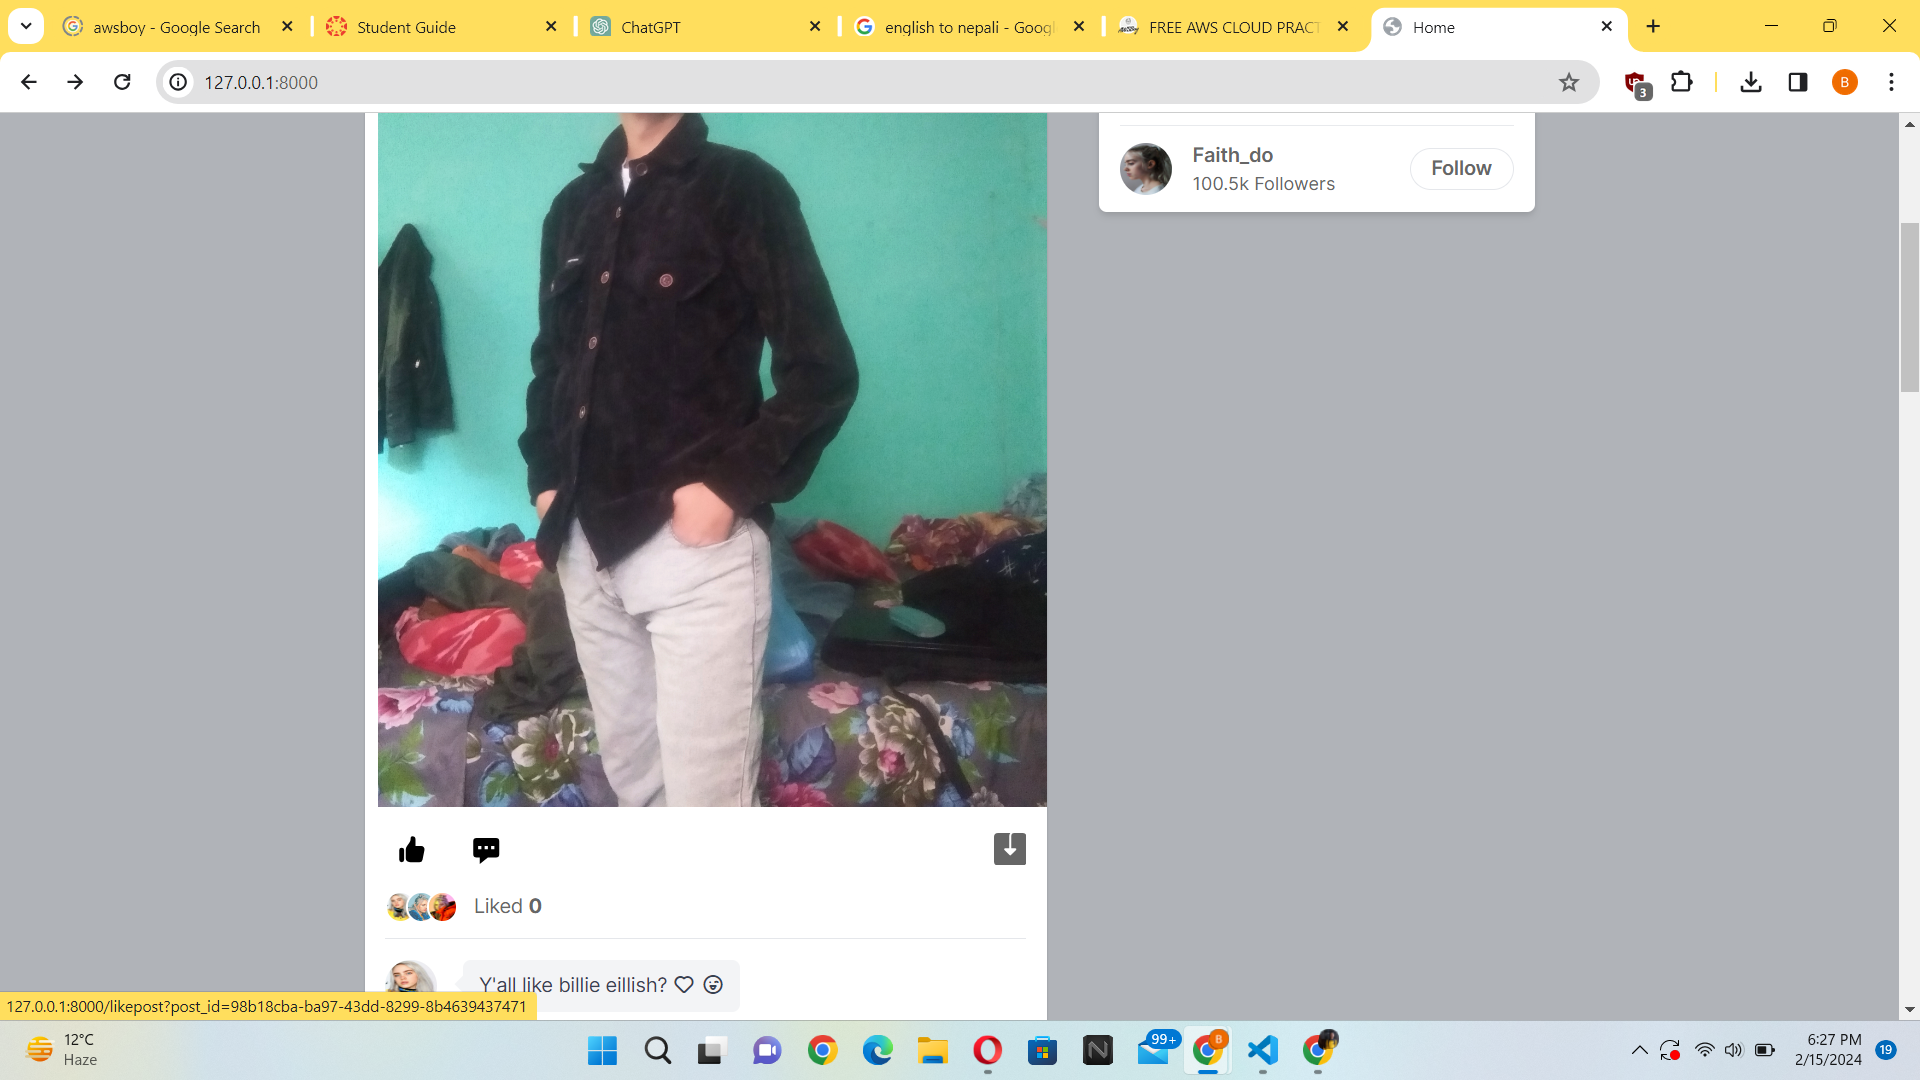 awsboy - Google Search
Student Guide
ChatGPT
english to nepali - Googl
FREE AWS CLOUD PRACT
Home
127.0.0.1:8000
3
B
Faith_do
100.5k Followers
Follow
Liked 0
Y'all like billie eillish?
127.0.0.1:8000/likepost?post_id=98b18cba-ba97-43dd-8299-8b4639437471
12°C
Haze
N
99+
B
6:27 PM
2/15/2024
19